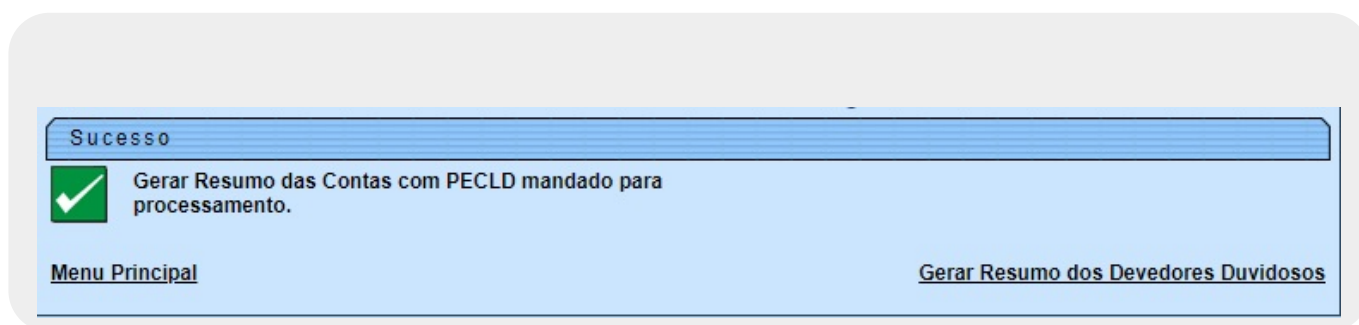 Sucesso
Gerar Resumo das Contas com PECLD mandado para
processamento.
Menu Principal
Gerar Resumo dos Devedores Duvidosos